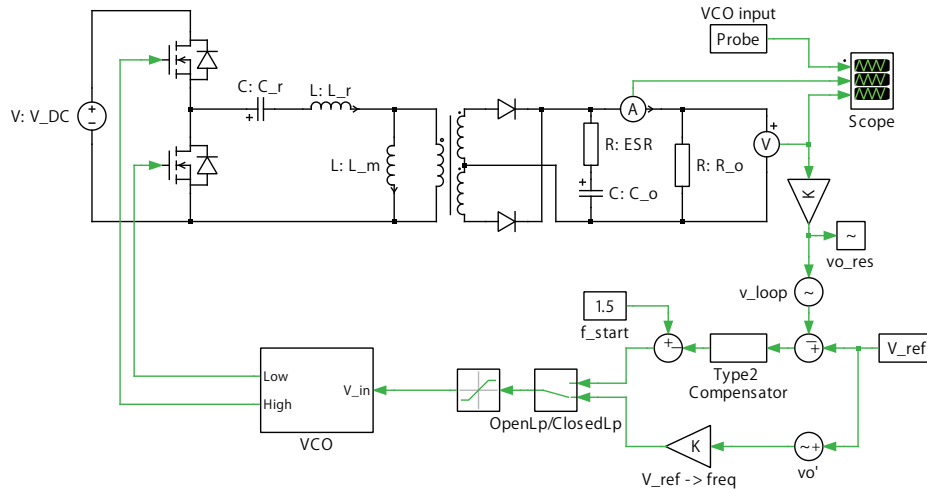 VCO input
Probe
Scope
C: C_r
L: L_r
V: V_DC
L: L_m
A
R: ESR
C: C_o
R: R_o
V
K
~
vo_res
v_loop
~
1.5
f_start
V_ref
Type2
Compensator
Low
High
V_in
VCO
OpenLp/ClosedLp
K
V_ref -> freq
~
vo'